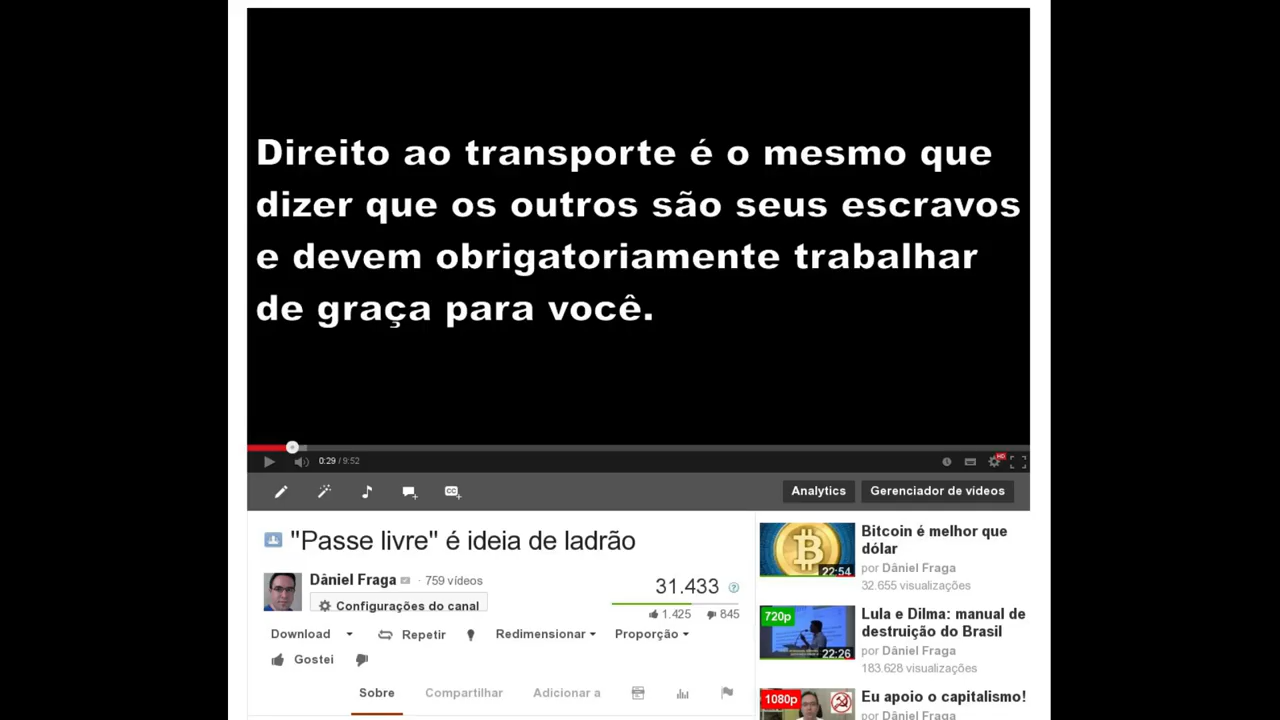 Direito ao transporte é o mesmo que
dizer que os outros são seus escravos
e devem obrigatoriamente trabalhar
de graça para você.
0:29 / 9:52
HD
Analytics
Gerenciador de vídeos
"Passe livre" é ideia de ladrão
Dâniel Fraga · 759 vídeos
Configurações do canal
31.433
1.425 845
Download
Repetir
Redimensionar
Proporção
Gostei
Sobre
Compartilhar
Adicionar a
22:54
Bitcoin é melhor que
dólar
por Dâniel Fraga
32.655 visualizações
720p
22:26
Lula e Dilma: manual de
destruição do Brasil
por Dâniel Fraga
183.628 visualizações
1080p
Eu apoio o capitalismo!
por Dâniel Fraga